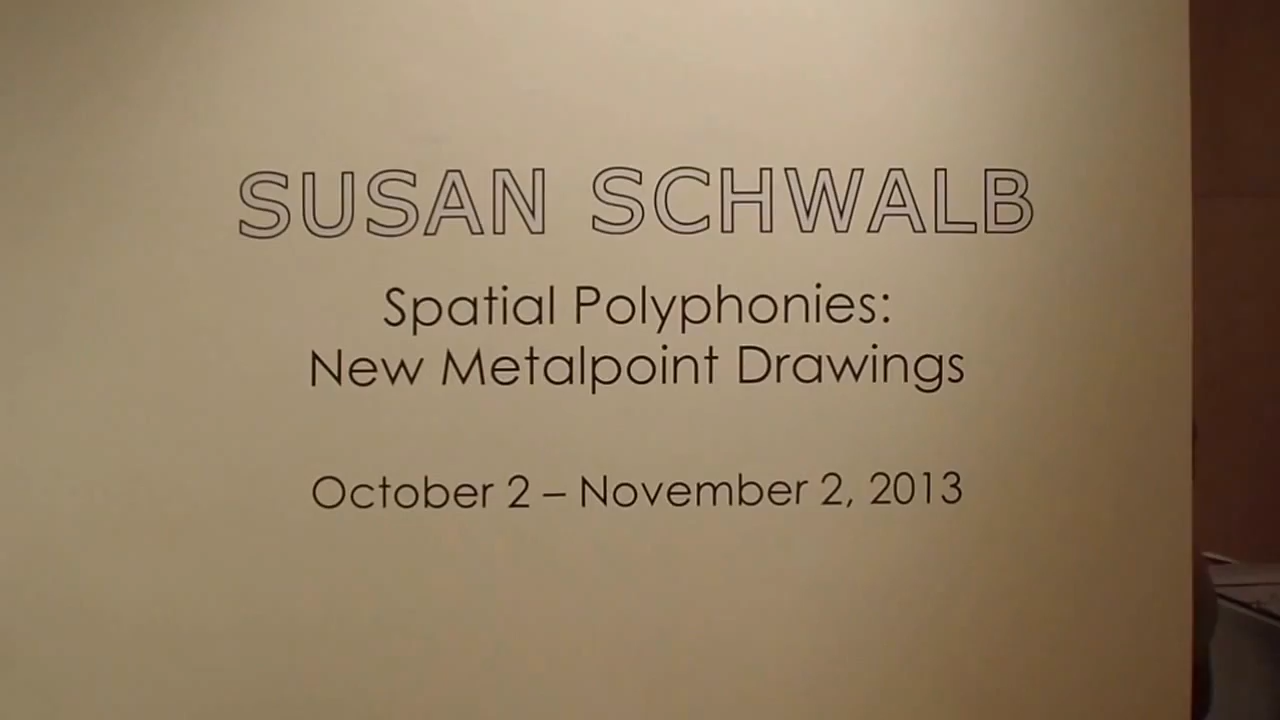 SUSAN SCHWALB
Spatial Polyphonies:
New Metalpoint Drawings
October 2 – November 2, 2013